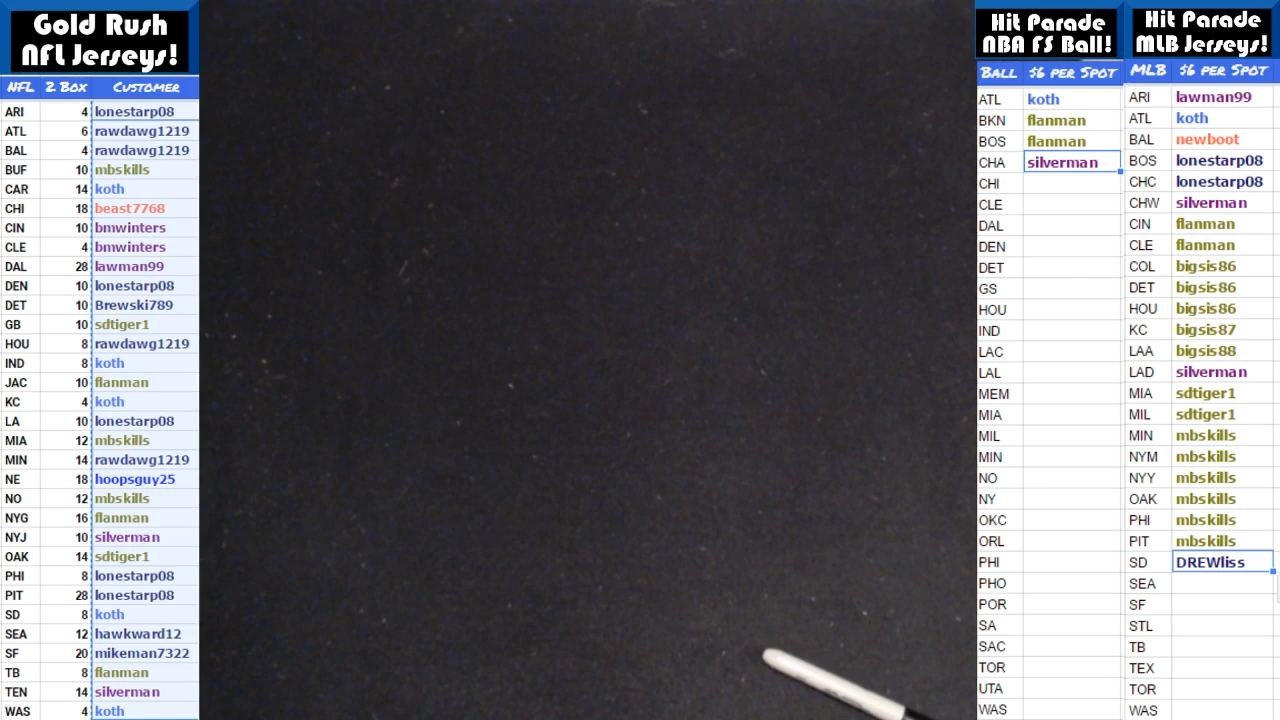 Gold Rush
NFL Jerseys!
NFL 2 Box Customer
ARI 4 lonestarp08
ATL 6 rawdawg1219
BAL 4 rawdawg1219
BUF 10 mbskills
CAR 14 koth
CHI 18 beast7768
CIN 10 bmwinters
CLE 4 bmwinters
DAL 28 lawman99
DEN 10 lonestarp08
DET 10 Brewski789
GB 10 sdtiger1
HOU 8 rawdawg1219
IND 8 koth
JAC 10 flanman
KC 4 koth
LA 10 lonestarp08
MIA 12 mbskills
MIN 14 rawdawg1219
NE 18 hoopsguy25
NO 12 mbskills
NYG 16 flanman
NYJ 10 silverman
OAK 14 sdtiger1
PHI 8 lonestarp08
PIT 28 lonestarp08
SD 8 koth
SEA 12 hawkward12
SF 20 mikeman7322
TB 8 flanman
TEN 14 silverman
WAS 4 koth
Hit Parade
NBA FS Ball!
Ball $6 per Spot
ATL koth
BKN flanman
BOS flanman
CHA silverman
CHI
CLE
DAL
DEN
DET
GS
HOU
IND
LAC
LAL
MEM
MIA
MIL
MIN
NO
NY
OKC
ORL
PHI
PHO
POR
SA
SAC
TOR
UTA
WAS
Hit Parade
MLB Jerseys!
MLB $6 per Spot
ARI lawman99
ATL koth
BAL newboot
BOS lonestarp08
CHC lonestarp08
CHW silverman
CIN flanman
CLE flanman
COL bigsis86
DET bigsis86
HOU bigsis86
KC bigsis87
LAA bigsis88
LAD silverman
MIA sdtiger1
MIL sdtiger1
MIN mbskills
NYM mbskills
NYY mbskills
OAK mbskills
PHI mbskills
PIT mbskills
SD DREWliss
SEA
SF
STL
TB
TEX
TOR
WAS